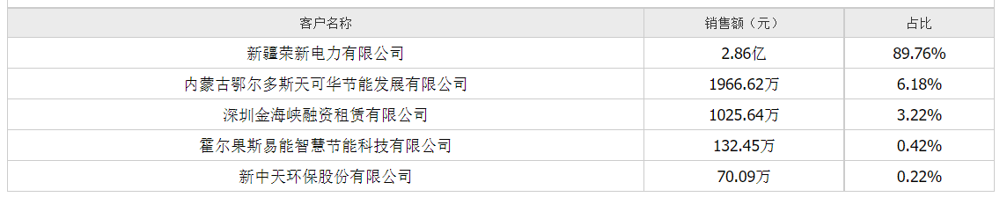 客户名称 销售额（元） 占比
新疆荣新电力有限公司 2.86亿 89.76%
内蒙古鄂尔多斯天可华节能发展有限公司 1966.62万 6.18%
深圳金海峡融资租赁有限公司 1025.64万 3.22%
霍尔果斯易能智慧节能科技有限公司 132.45万 0.42%
新中天环保股份有限公司 70.09万 0.22%